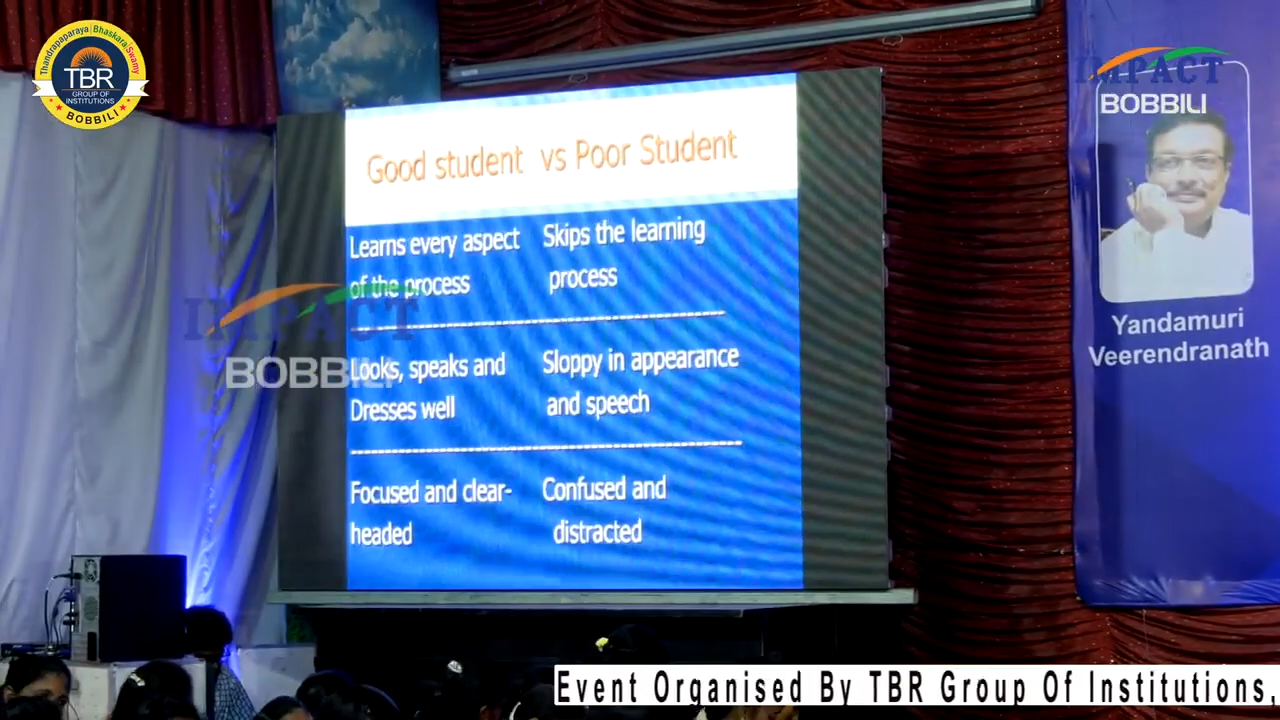 Thandrapaparaya | Bhaskara Swamy
TBR
GROUP OF
INSTITUTIONS
BOBBILI
IMPACT
BOBBILI
Good student vs Poor Student
Learns every aspect
of the process
Skips the learning
process
Looks, speaks and
Dresses well
Sloppy in appearance
and speech
Focused and clear-
headed
Confused and
distracted
IMPACT
BOBBILI
Yandamuri
Veerendranath
Event Organised By TBR Group Of Institutions,